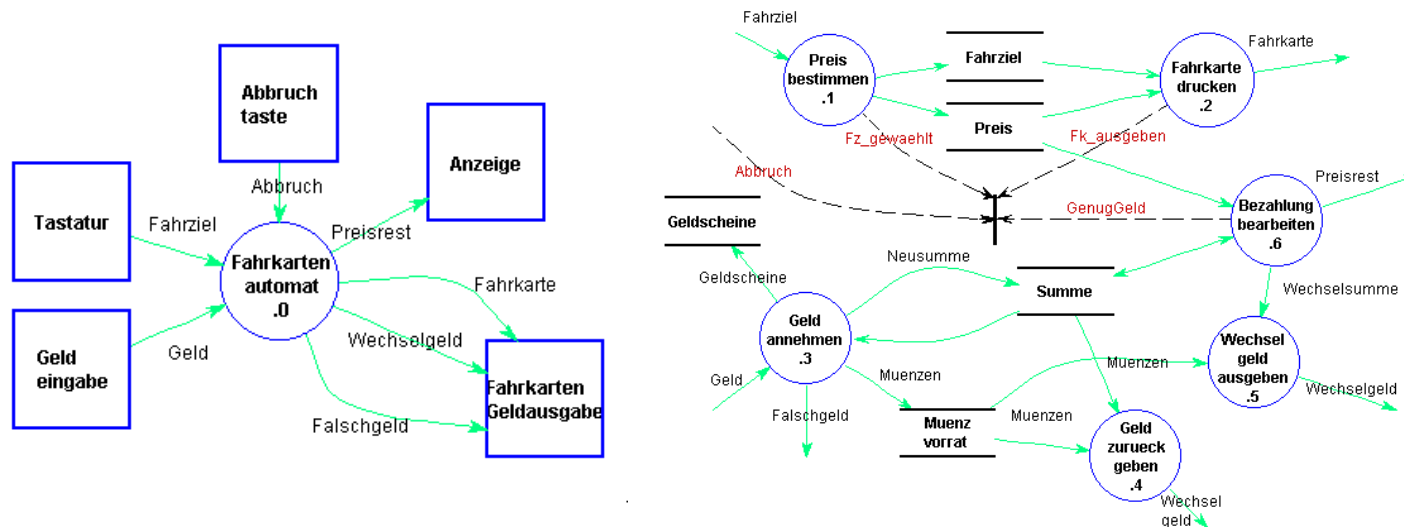 Abbruch
taste
Anzeige
Tastatur
Abbruch
Fahrziel
Preisrest
Fahrkarten
automat
.0
Fahrkarte
Wechselgeld
Geld
eingabe
Geld
Falschgeld
Fahrkarten
Geldausgabe
Fahrziel
Preis
bestimmen
.1
Fahrziel
Fahrkarte
drucken
.2
Fahrkarte
Preis
Fz_gewaehlt
Fk_ausgeben
Abbruch
Geldscheine
GenugGeld
Bezahlung
bearbeiten
.6
Preisrest
Geldscheine
Neusumme
Summe
Wechselsumme
Geld
annehmen
.3
Wechsel
geld
ausgeben
.5
Geld
Muenzen
Muenzen
Wechselgeld
Falschgeld
Muenz
vorrat
Muenzen
Geld
zurueck
geben
.4
Wechsel
geld